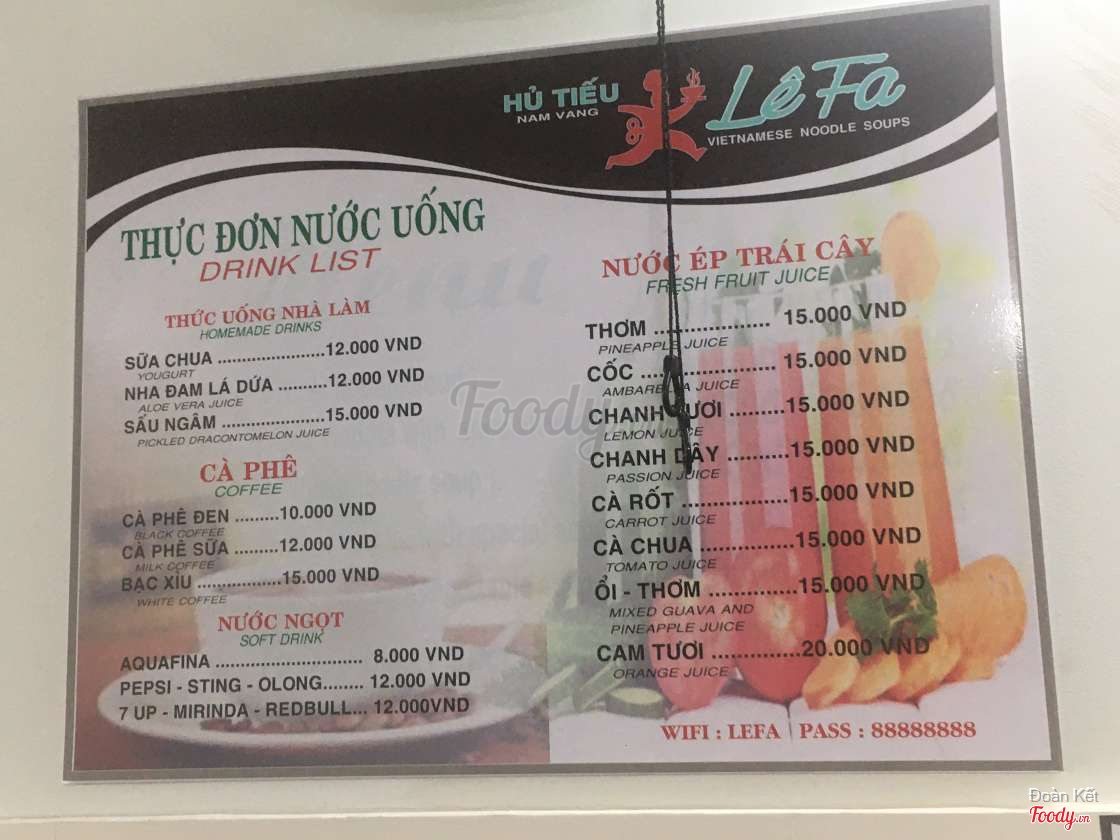 HỦ TIẾU
NAM VANG
LêFa
VIETNAMESE NOODLE SOUPS
THỰC ĐƠN NƯỚC UỐNG
DRINK LIST
THỨC UỐNG NHÀ LÀM
HOMEMADE DRINKS
SỮA CHUA ........................12.000 VND
YOUGURT
NHA ĐAM LÁ DỨA ..........12.000 VND
ALOE VERA JUICE
SẤU NGÂM .......................15.000 VND
PICKLED DRACONTOMELON JUICE
CÀ PHÊ
COFFEE
CÀ PHÊ ĐEN .........10.000 VND
BLACK COFFEE
CÀ PHÊ SỮA .........12.000 VND
MILK COFFEE
BẠC XỈU .................15.000 VND
WHITE COFFEE
NƯỚC NGỌT
SOFT DRINK
AQUAFINA .............................. 8.000 VND
PEPSI - STING - OLONG........ 12.000 VND
7 UP - MIRINDA - REDBULL... 12.000VND
NƯỚC ÉP TRÁI CÂY
FRESH FRUIT JUICE
THƠM .................... 15.000 VND
PINEAPPLE JUICE
CỐC ....................... 15.000 VND
AMBARELLA JUICE
CHANH TƯƠI ..........15.000 VND
LEMON JUICE
CHANH DÂY ..........15.000 VND
PASSION JUICE
CÀ RỐT .................15.000 VND
CARROT JUICE
CÀ CHUA ...............15.000 VND
TOMATO JUICE
ỔI - THƠM ..............15.000 VND
MIXED GUAVA AND
PINEAPPLE JUICE
CAM TƯƠI ..............20.000 VND
ORANGE JUICE
WIFI : LEFA PASS : 88888888
Foody
Đoàn Kết
Foody.vn